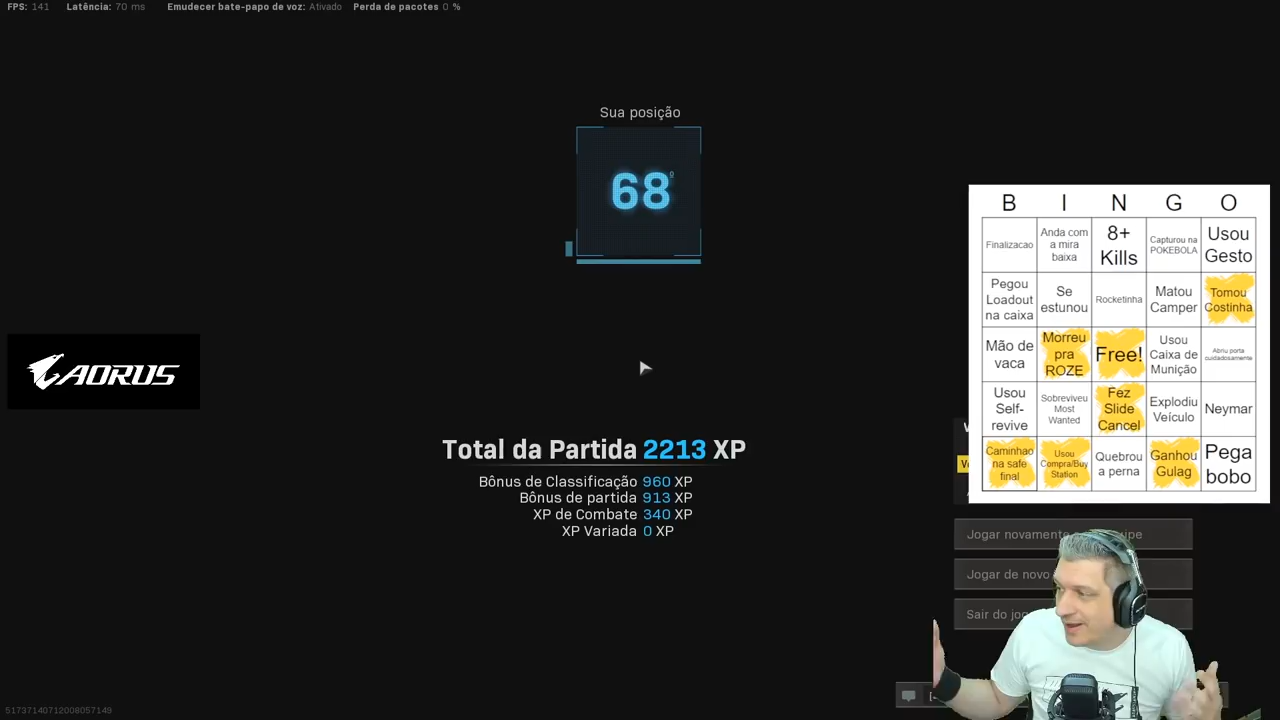 FPS: 141 Latência: 70 ms Emudecer bate-papo de voz: Ativado Perda de pacotes 0 %
Sua posição
68º
AORUS
Total da Partida 2213 XP
Bônus de Classificação 960 XP
Bônus de partida 913 XP
XP de Combate 340 XP
XP Variada 0 XP
B I N G O
Finalizacao
Anda com
a mira
baixa
8+
Kills
Capturou na
POKEBOLA
Usou
Gesto
Pegou
Loadout
na caixa
Se
estunou
Rocketinha
Matou
Camper
Tomou
Costinha
Mão de
vaca
Morreu
pra
ROZE
Free!
Usou
Caixa de
Munição
Abriu porta
cuidadosamente
Usou
Self-
revive
Sobreviveu
Most
Wanted
Fez
Slide
Cancel
Explodiu
Veículo
Neymar
Caminhao
na safe
final
Usou
Compra/Buy
Station
Quebrou
a perna
Ganhou
Gulag
Pega
bobo
Jogar novamente
Jogar de novo
Sair do jog
51737140712008057149